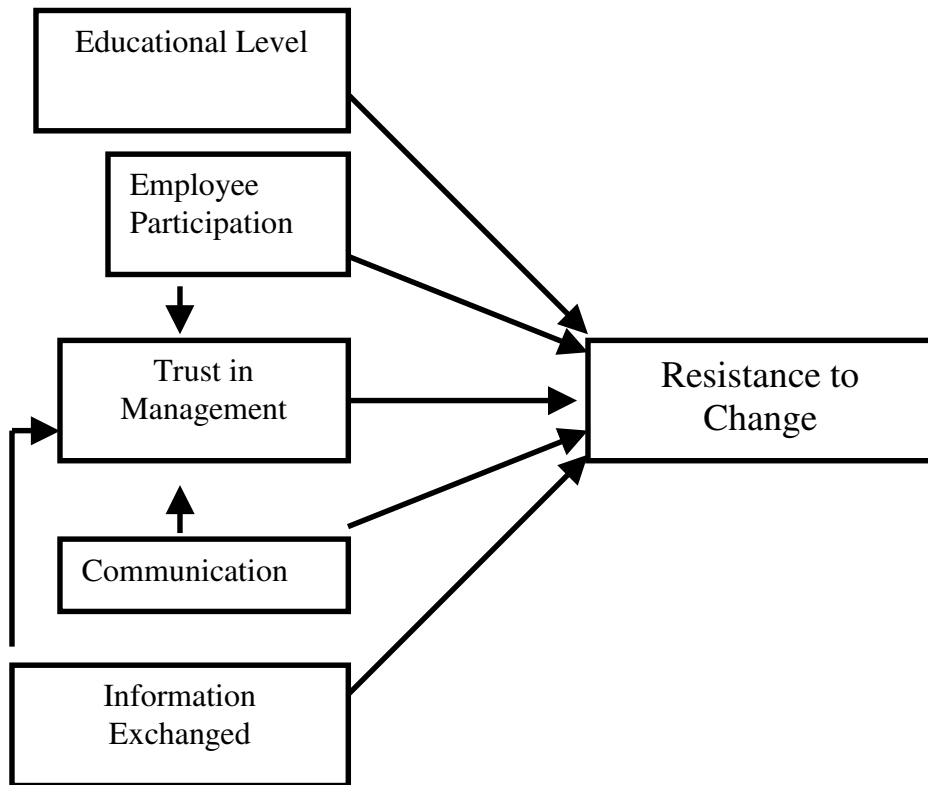 Educational Level
Employee
Participation
Trust in
Management
Resistance to
Change
Communication
Information
Exchanged